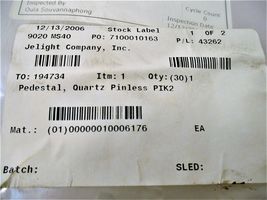 Inspected By
Oula Souvannaphong
Cycle Count
0
Inspection Date
12/13/2006 Stock Label 1 OF 2
9020 MS40 PO: 7100010163 P/L: 43262
Jelight Company, Inc.
TO: 194734 Itm: 1 Qty: (30)1
Pedestal, Quartz Pinless PIK2
Mat.: (01)00000010006176 EA
Batch: SLED: